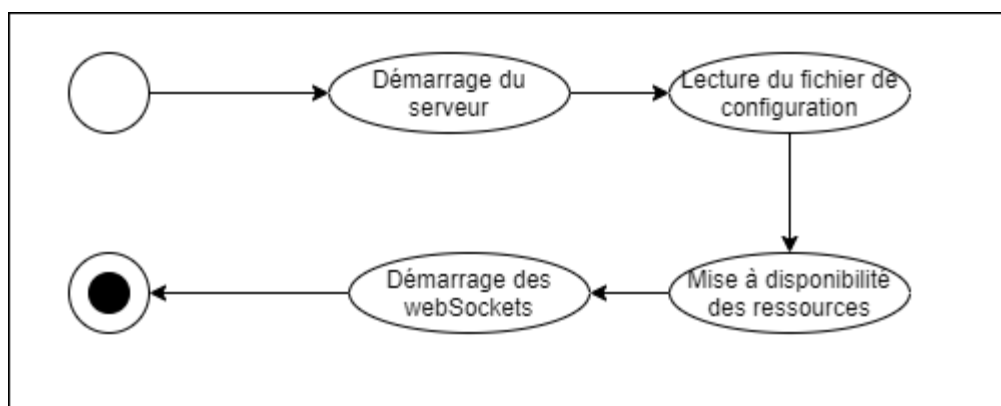 Démarrage du
serveur
Lecture du fichier de
configuration
Mise à disponibilité
des ressources
Démarrage des
webSockets